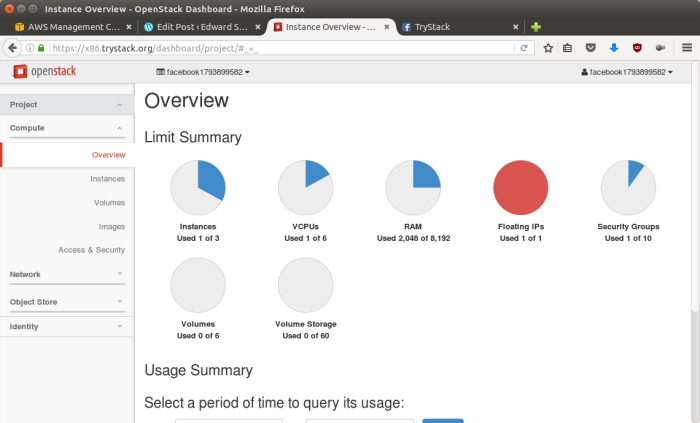 Instance Overview - OpenStack Dashboard - Mozilla Firefox
AWS Management C... Edit Post ‹ Edward S... Instance Overview - ... TryStack
https://x86.trystack.org/dashboard/project/#_=_
openstack facebook1793899582 facebook1793899582
Project
Compute
Overview
Instances
Volumes
Images
Access & Security
Network
Object Store
Identity
Overview
Limit Summary
Instances
Used 1 of 3
VCPUs
Used 1 of 6
RAM
Used 2,048 of 8,192
Floating IPs
Used 1 of 1
Security Groups
Used 1 of 10
Volumes
Used 0 of 6
Volume Storage
Used 0 of 60
Usage Summary
Select a period of time to query its usage: